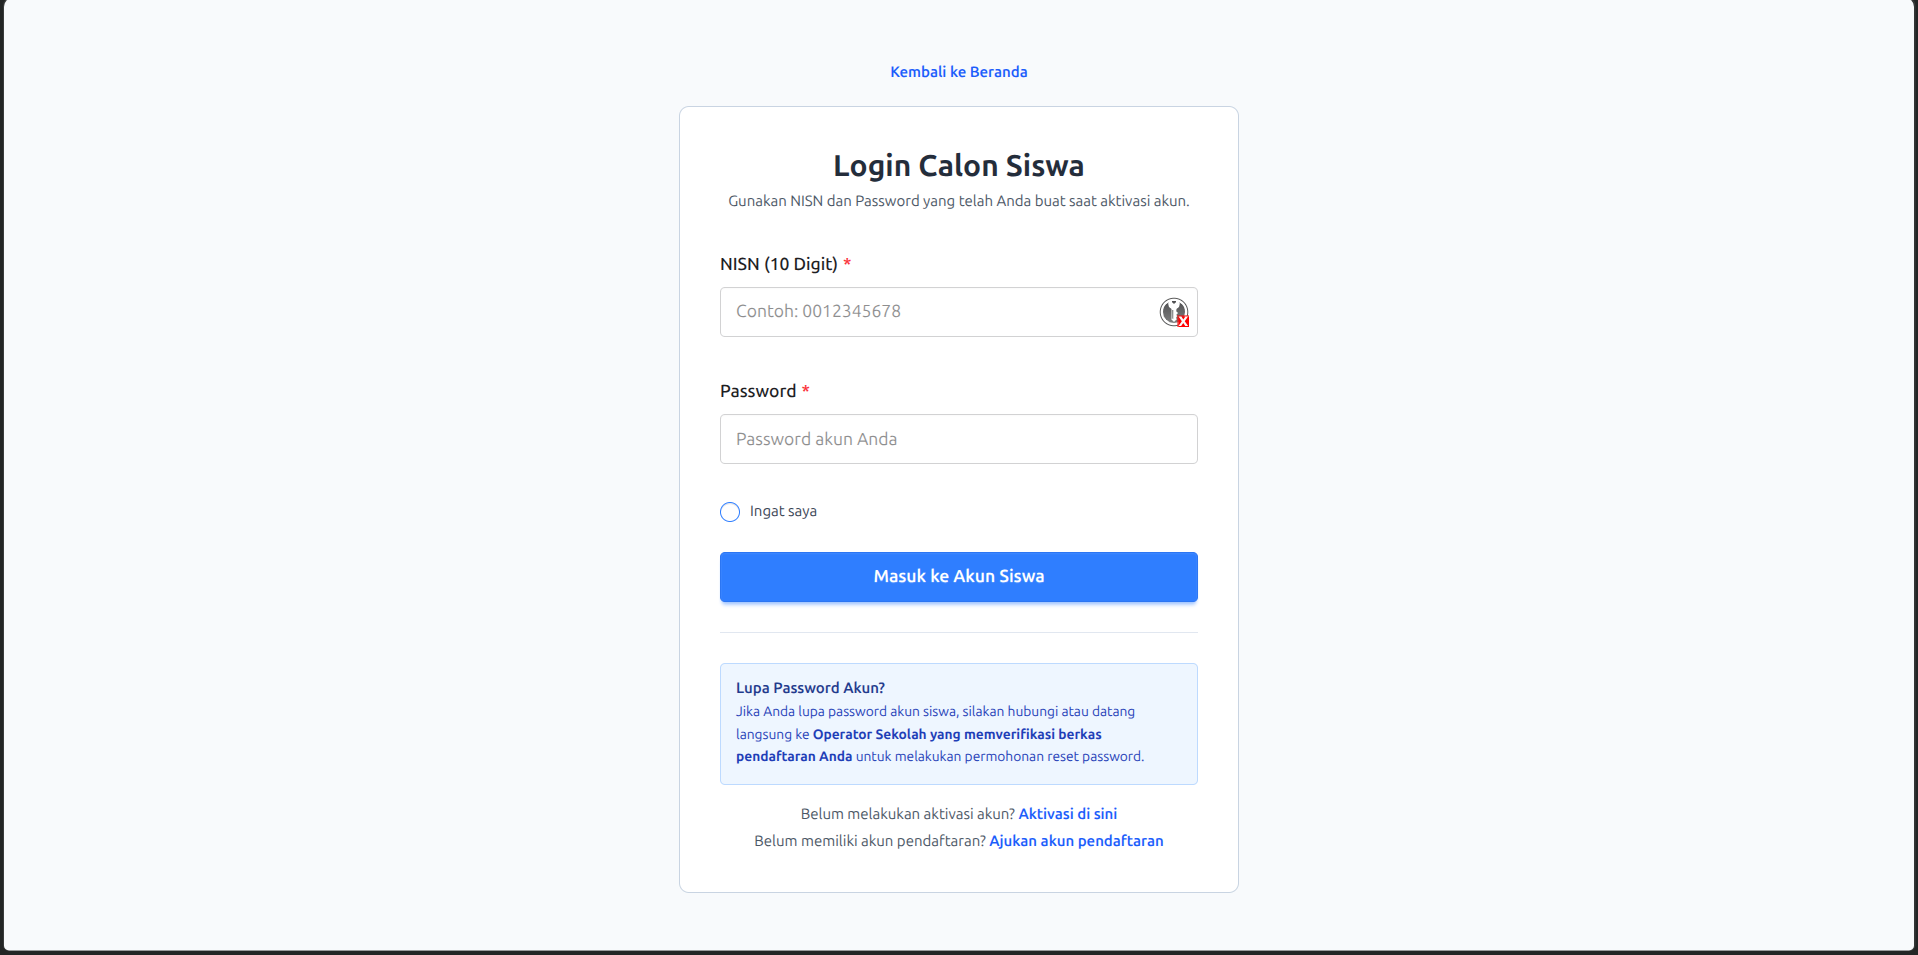 Kembali ke Beranda
Login Calon Siswa
Gunakan NISN dan Password yang telah Anda buat saat aktivasi akun.
NISN (10 Digit) *
Contoh: 0012345678
Password *
Password akun Anda
Ingat saya
Masuk ke Akun Siswa
Lupa Password Akun?
Jika Anda lupa password akun siswa, silakan hubungi atau datang
langsung ke Operator Sekolah yang memverifikasi berkas
pendaftaran Anda untuk melakukan permohonan reset password.
Belum melakukan aktivasi akun? Aktivasi di sini
Belum memiliki akun pendaftaran? Ajukan akun pendaftaran